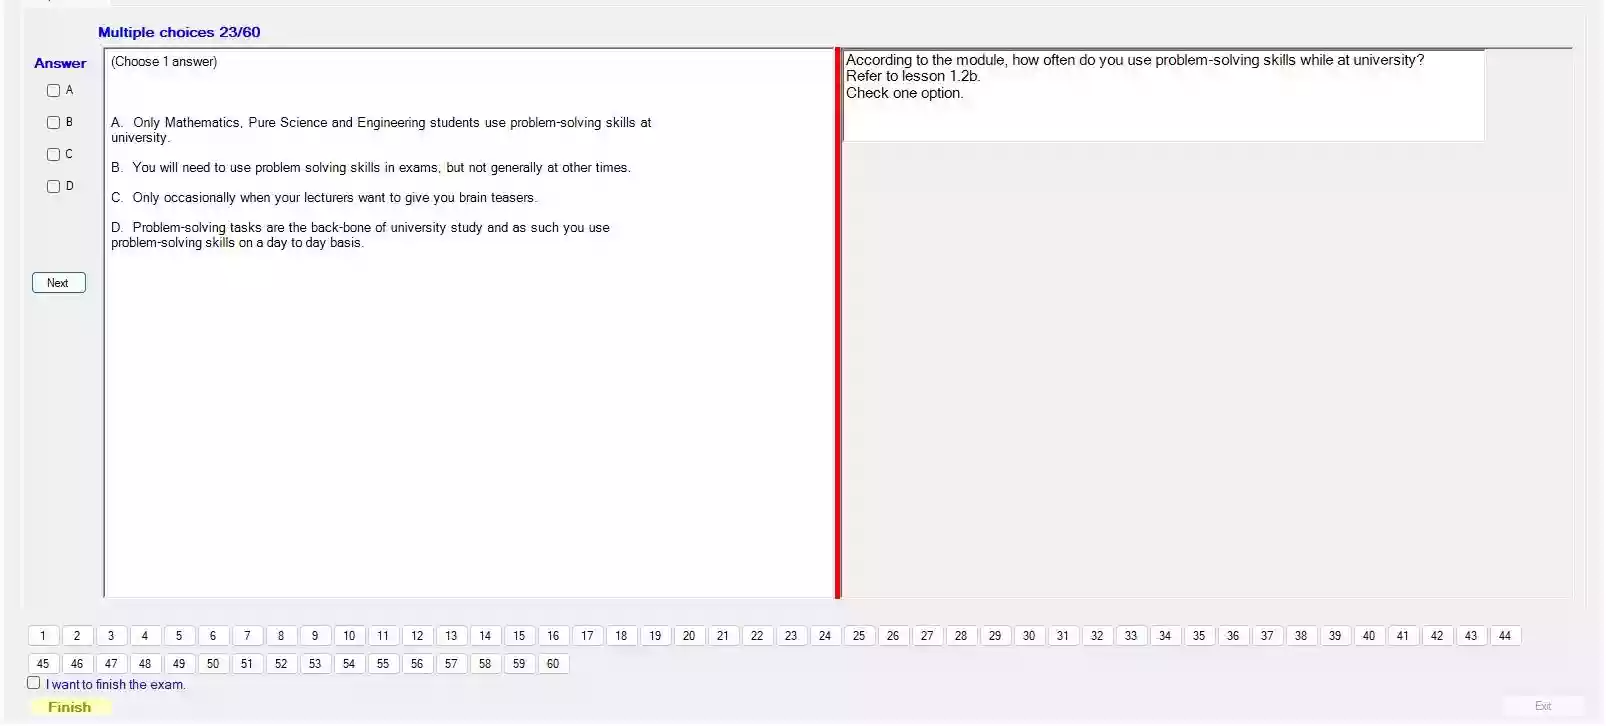 Multiple choices 23/60
Answer
A
B
C
D
Next
(Choose 1 answer)
A. Only Mathematics, Pure Science and Engineering students use problem-solving skills at
university.
B. You will need to use problem solving skills in exams, but not generally at other times.
C. Only occasionally when your lecturers want to give you brain teasers.
D. Problem-solving tasks are the back-bone of university study and as such you use
problem-solving skills on a day to day basis.
According to the module, how often do you use problem-solving skills while at university?
Refer to lesson 1.2b.
Check one option.
1 2 3 4 5 6 7 8 9 10 11 12 13 14 15 16 17 18 19 20 21 22 23 24 25 26 27 28 29 30 31 32 33 34 35 36 37 38 39 40 41 42 43 44
45 46 47 48 49 50 51 52 53 54 55 56 57 58 59 60
I want to finish the exam.
Finish
Exit